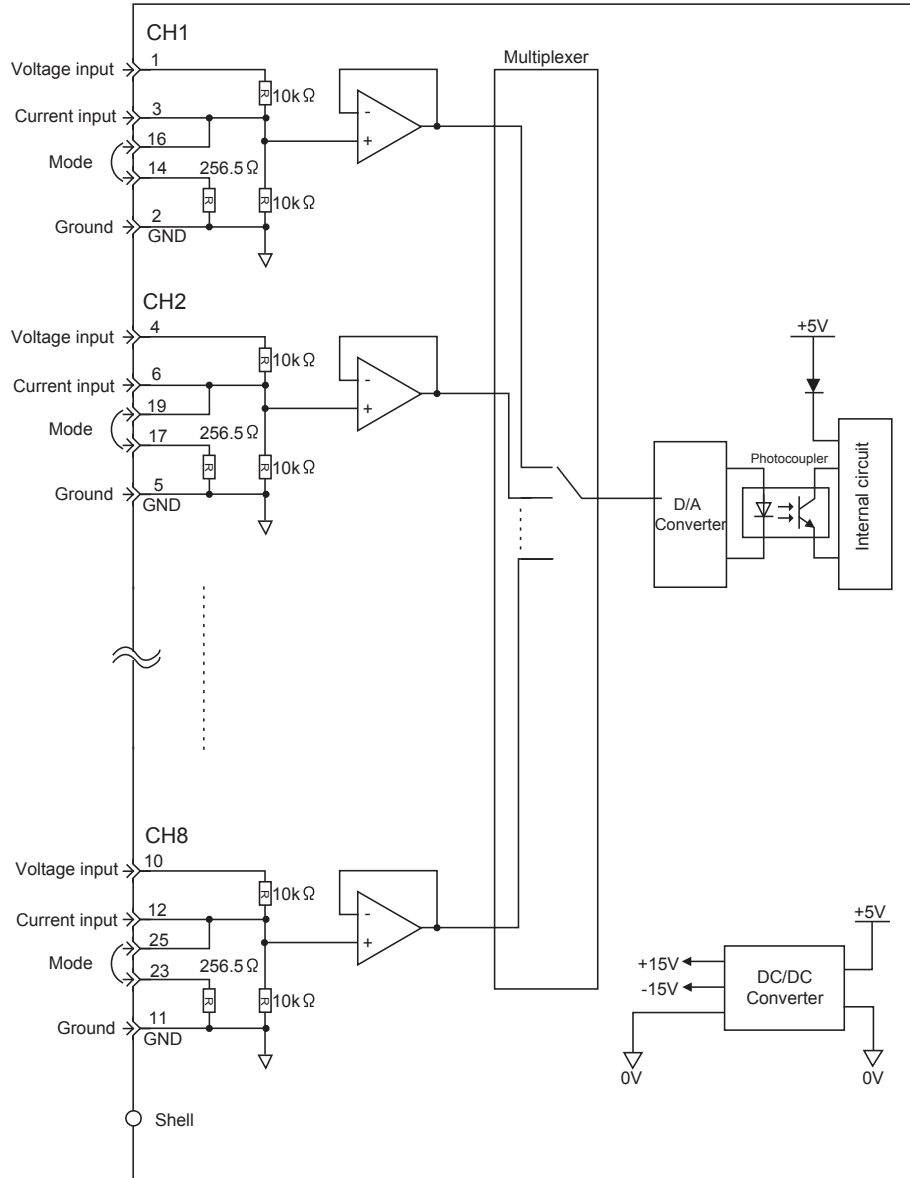 CH1
Voltage input 1
R 10kΩ
Current input 3
16
Mode
14 256.5Ω
R
R 10kΩ
Ground 2
GND
-
+
Multiplexer
CH2
Voltage input 4
R 10kΩ
Current input 6
19
Mode
17 256.5Ω
R
R 10kΩ
Ground 5
GND
-
+
+5V
Photocoupler
D/A
Converter
Internal circuit
CH8
Voltage input 10
R 10kΩ
Current input 12
25
Mode
23 256.5Ω
R
R 10kΩ
Ground 11
GND
-
+
+5V
+15V
-15V
DC/DC
Converter
0V
0V
Shell